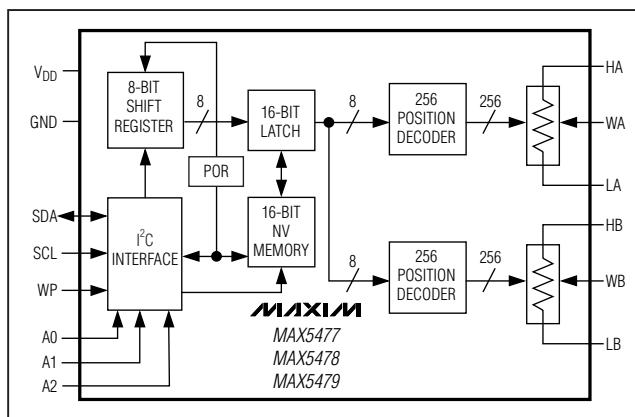 V_DD
GND
SDA
SCL
WP
A0
A1
A2
8-BIT
SHIFT
REGISTER
8
POR
I²C
INTERFACE
16-BIT
LATCH
16-BIT
NV
MEMORY
8
256
POSITION
DECODER
256
8
256
POSITION
DECODER
256
MAXIM
MAX5477
MAX5478
MAX5479
HA
WA
LA
HB
WB
LB